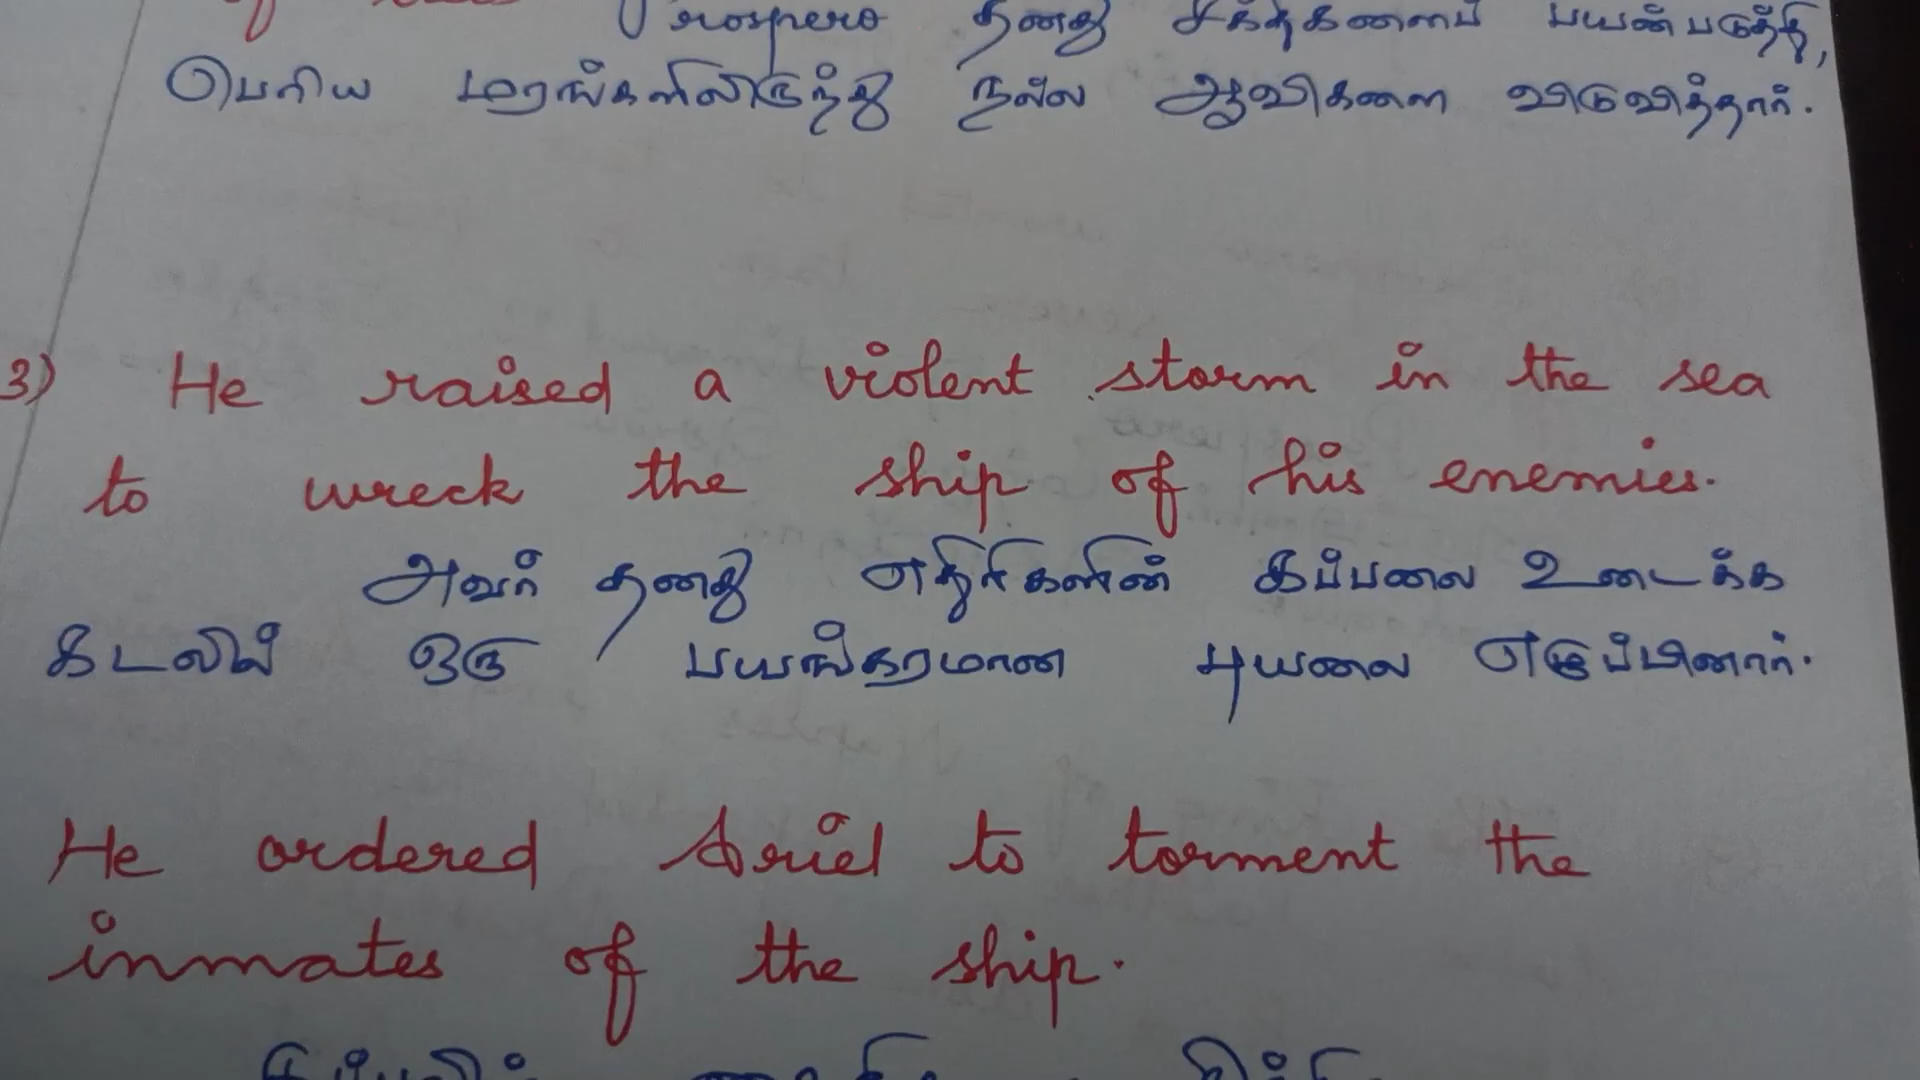 Prospero தனது சக்திகளைப் பயன்படுத்தி,
பெரிய மரங்களிலிருந்து நல்ல ஆவிகளை விடுவித்தார்.
3) He raised a violent storm in the sea
to wreck the ship of his enemies.
அவர் தனது எதிரிகளின் கப்பலை உடைக்க
கடலில் ஒரு பயங்கரமான புயலை எழுப்பினார்.
He ordered Ariel to torment the
inmates of the ship.